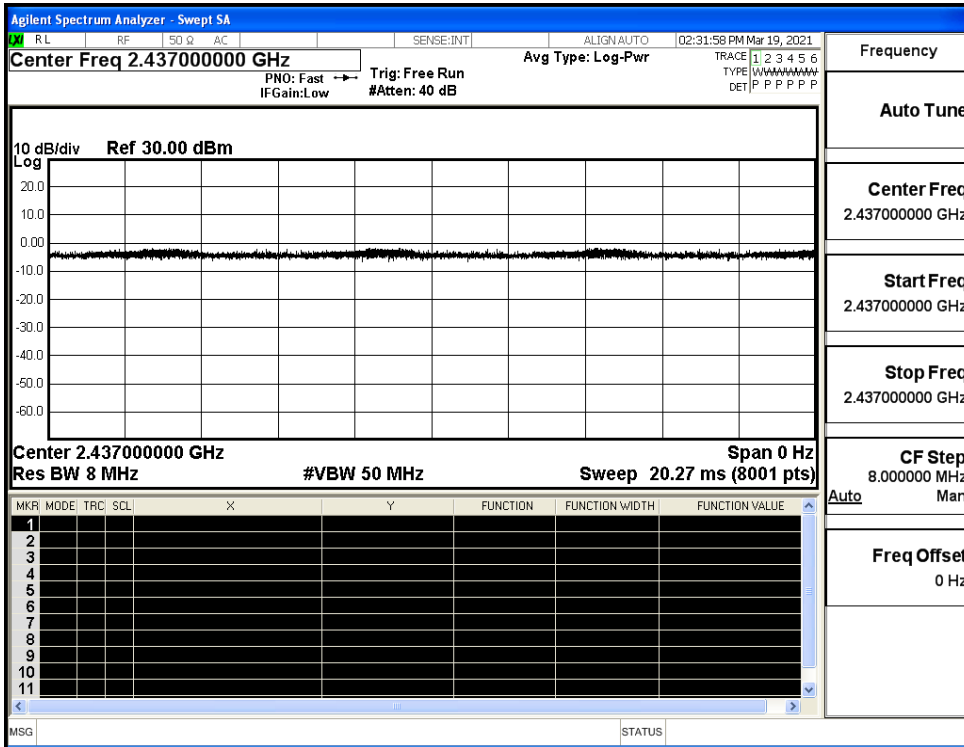 Agilent Spectrum Analyzer - Swept SA
LXI RL RF 50 Ω AC SENSE:INT ALIGN AUTO 02:31:58 PM Mar 19, 2021
Center Freq 2.437000000 GHz
PNO: Fast
IFGain:Low
Trig: Free Run
#Atten: 40 dB
Avg Type: Log-Pwr
TRACE 1 2 3 4 5 6
TYPE WWWWWW
DET P P P P P P
10 dB/div Ref 30.00 dBm
Log
20.0
10.0
0.00
-10.0
-20.0
-30.0
-40.0
-50.0
-60.0
Center 2.437000000 GHz Span 0 Hz
Res BW 8 MHz #VBW 50 MHz Sweep 20.27 ms (8001 pts)
MKR MODE TRC SCL X Y FUNCTION FUNCTION WIDTH FUNCTION VALUE
1
2
3
4
5
6
7
8
9
10
11
MSG STATUS
Frequency
Auto Tune
Center Freq
2.437000000 GHz
Start Freq
2.437000000 GHz
Stop Freq
2.437000000 GHz
CF Step
8.000000 MHz
Auto Man
Freq Offset
0 Hz